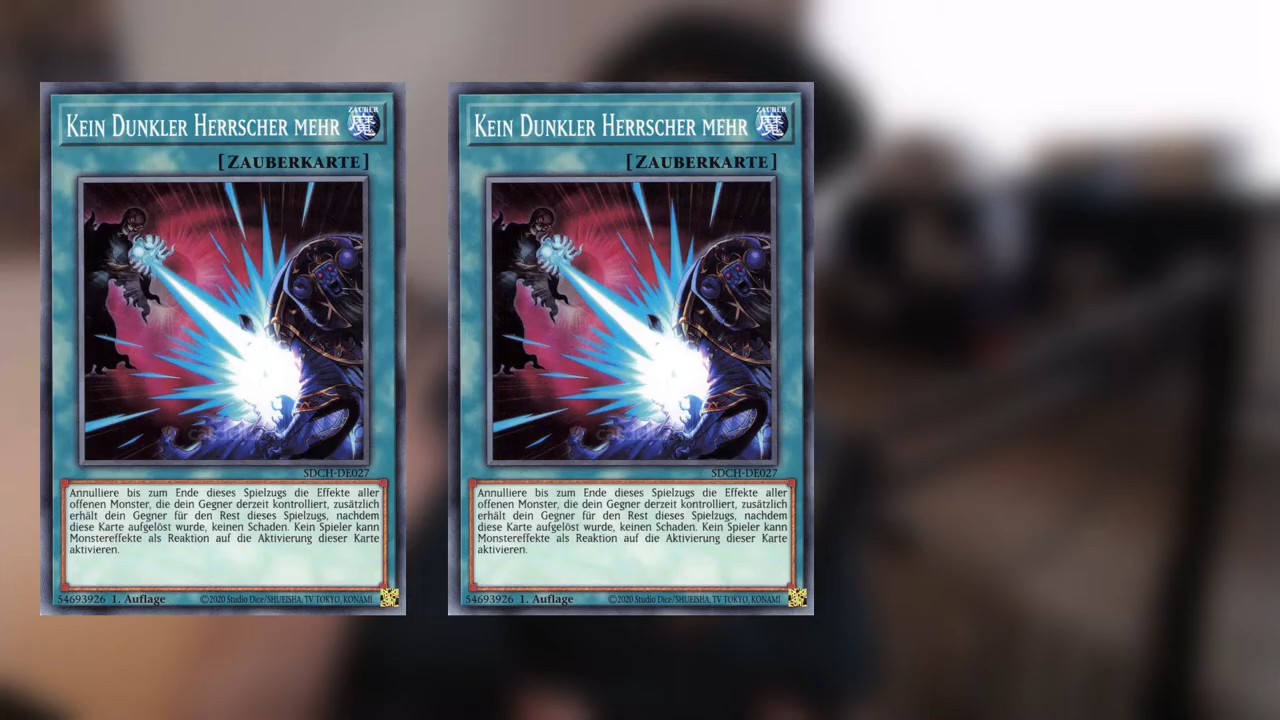 KEIN DUNKLER HERRSCHER MEHR
ZAUBER
魔
[ZAUBERKARTE]
SDCH-DE027
Annulliere bis zum Ende dieses Spielzugs die Effekte aller
offenen Monster, die dein Gegner derzeit kontrolliert, zusätzlich
erhält dein Gegner für den Rest dieses Spielzugs, nachdem
diese Karte aufgelöst wurde, keinen Schaden. Kein Spieler kann
Monstereffekte als Reaktion auf die Aktivierung dieser Karte
aktivieren.
54693926 1. Auflage ©2020 Studio Dice/SHUEISHA, TV TOKYO, KONAMI
KEIN DUNKLER HERRSCHER MEHR
ZAUBER
魔
[ZAUBERKARTE]
SDCH-DE027
Annulliere bis zum Ende dieses Spielzugs die Effekte aller
offenen Monster, die dein Gegner derzeit kontrolliert, zusätzlich
erhält dein Gegner für den Rest dieses Spielzugs, nachdem
diese Karte aufgelöst wurde, keinen Schaden. Kein Spieler kann
Monstereffekte als Reaktion auf die Aktivierung dieser Karte
aktivieren.
54693926 1. Auflage ©2020 Studio Dice/SHUEISHA, TV TOKYO, KONAMI